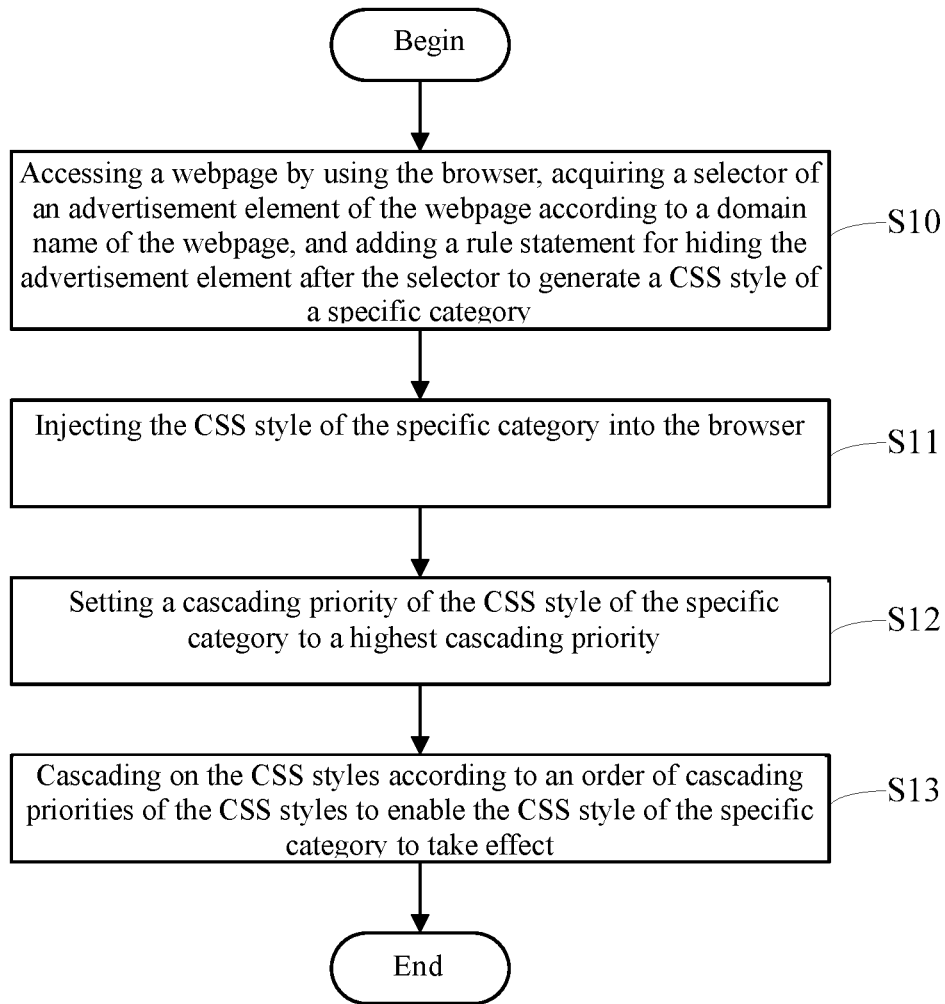 Begin
Accessing a webpage by using the browser, acquiring a selector of
an advertisement element of the webpage according to a domain
name of the webpage, and adding a rule statement for hiding the
advertisement element after the selector to generate a CSS style of
a specific category
S10
Injecting the CSS style of the specific category into the browser
S11
Setting a cascading priority of the CSS style of the specific
category to a highest cascading priority
S12
Cascading on the CSS styles according to an order of cascading
priorities of the CSS styles to enable the CSS style of the specific
category to take effect
S13
End